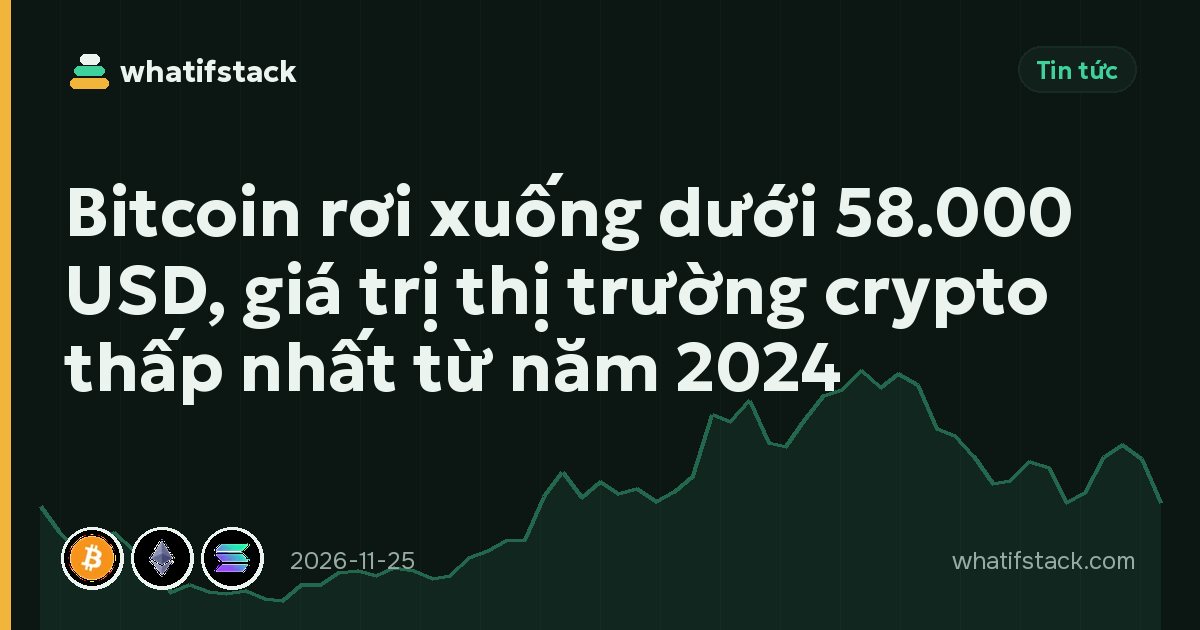 whatifstack
Tin tức
Bitcoin rơi xuống dưới 58.000
USD, giá trị thị trường crypto
thấp nhất từ năm 2024
2026-11-25
whatifstack.com